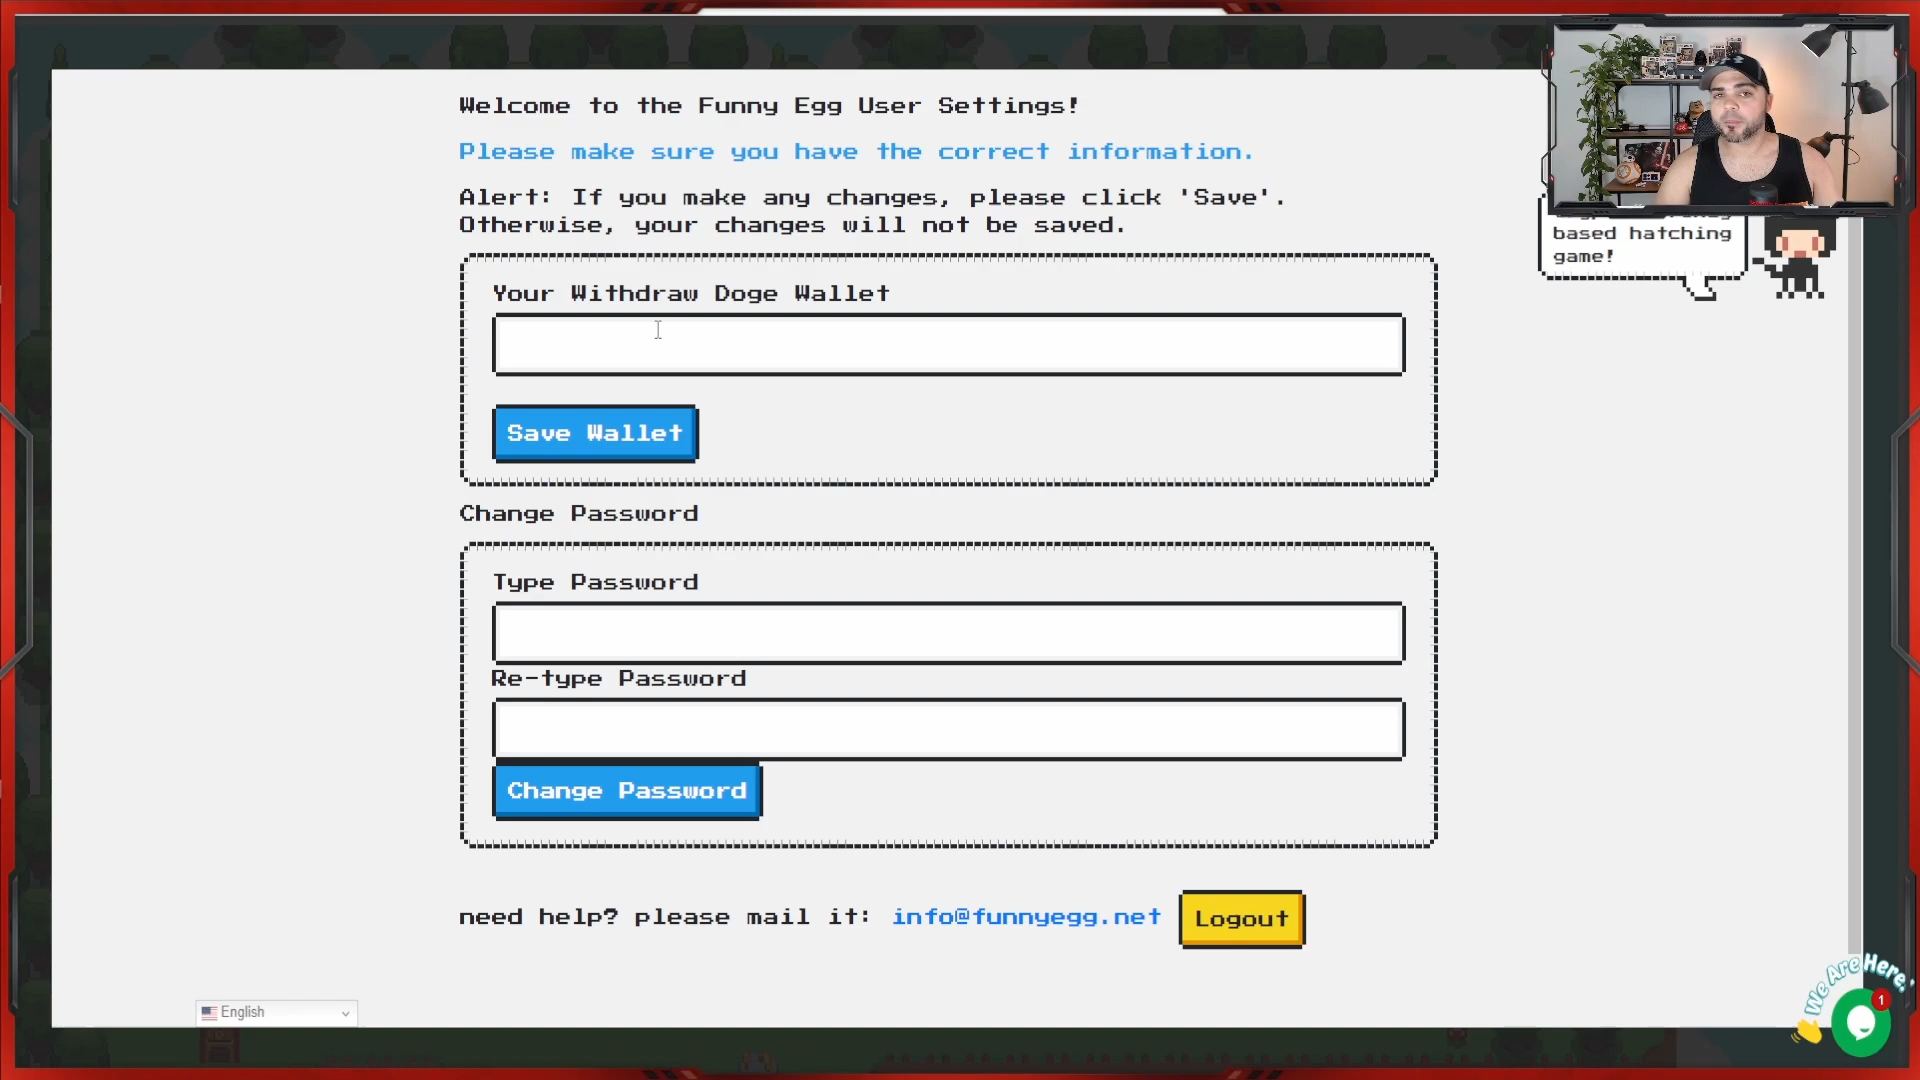 Welcome to the Funny Egg User Settings!
Please make sure you have the correct information.
Alert: If you make any changes, please click 'Save'.
Otherwise, your changes will not be saved.
based hatching
game!
Your Withdraw Doge Wallet
Save Wallet
Change Password
Type Password
Re-type Password
Change Password
need help? please mail it: info@funnyegg.net
Logout
English
We Are Here!
1